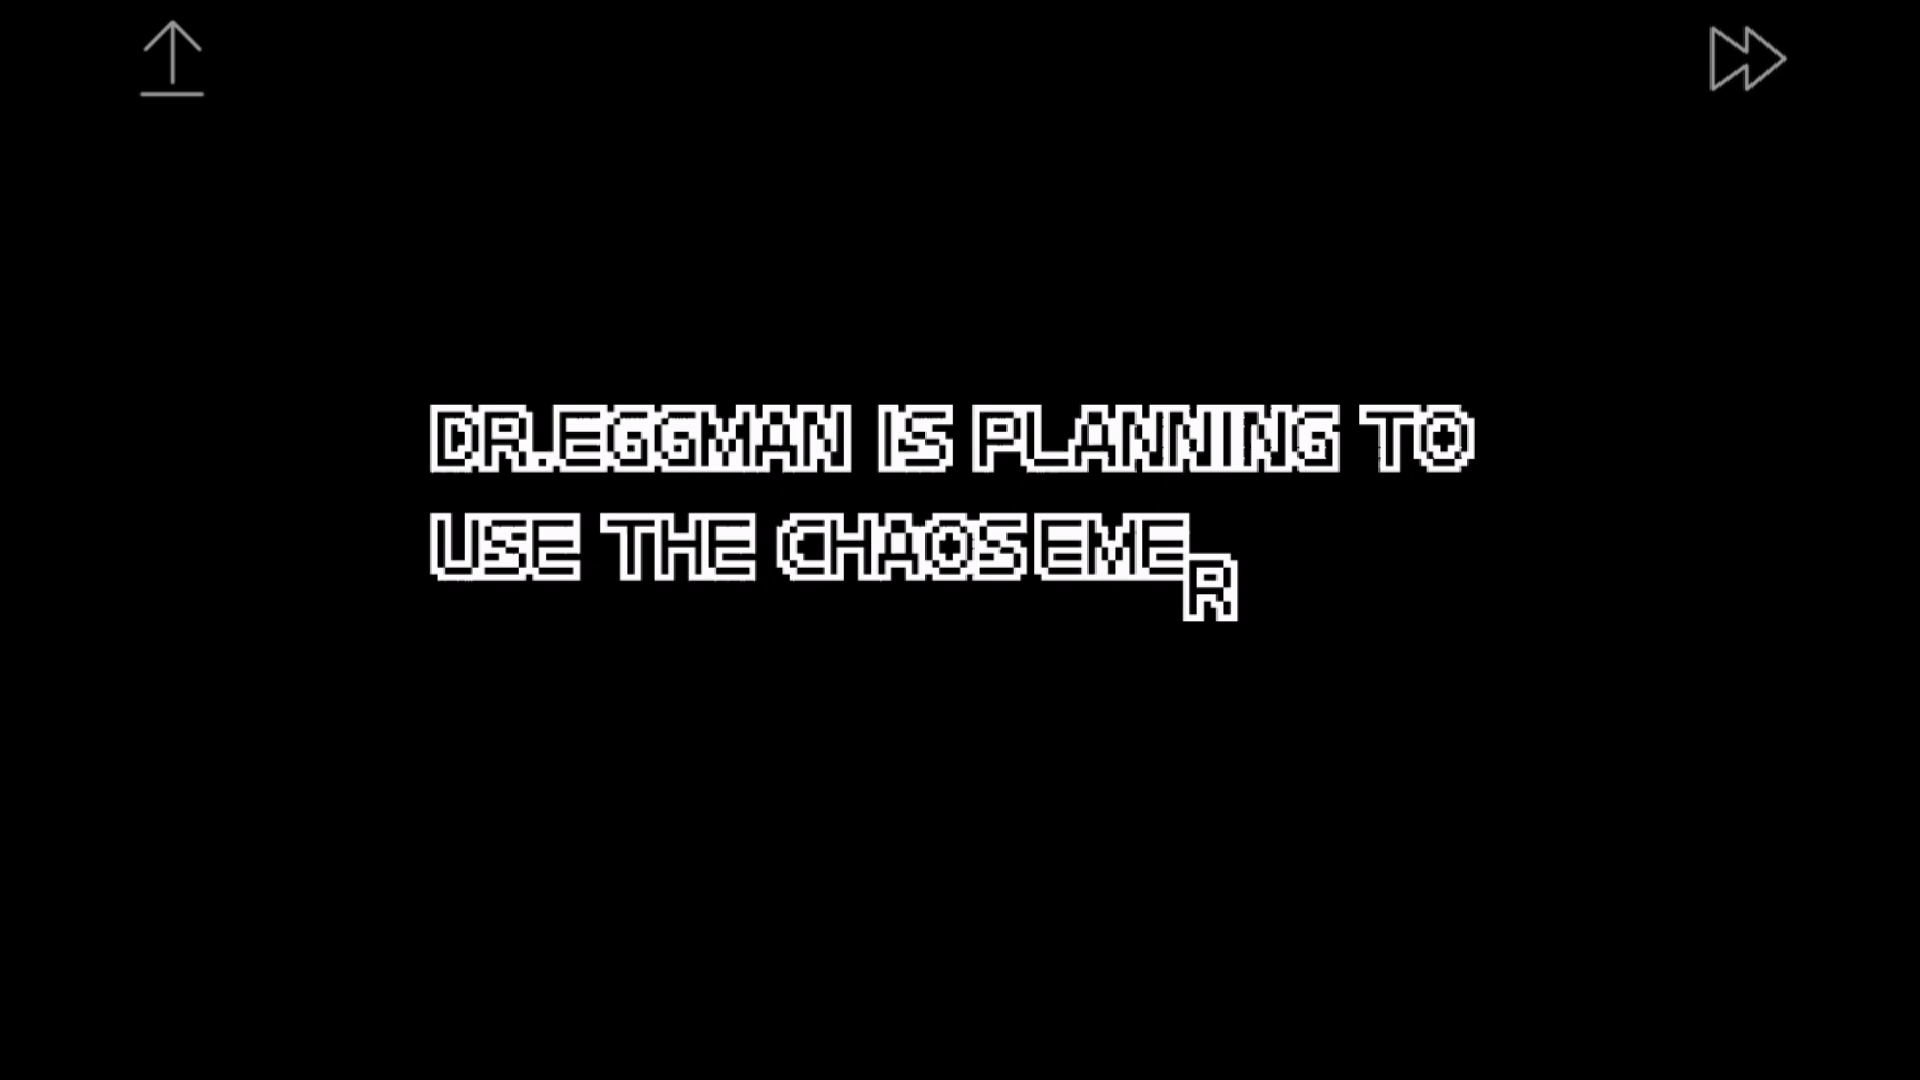 DR.EGGMAN IS PLANNING TO
USE THE CHAOS EMER